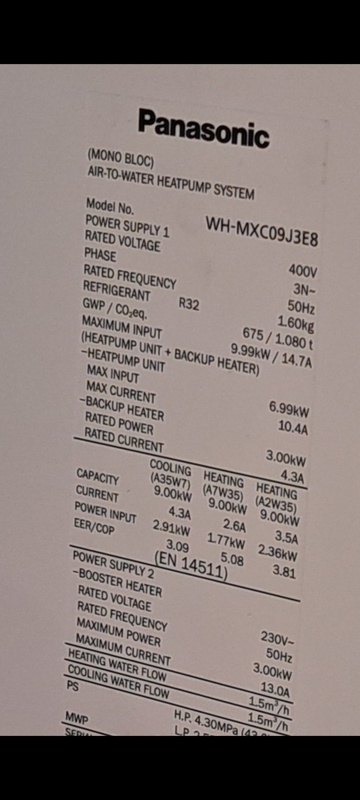 Panasonic
(MONO BLOC)
AIR-TO-WATER HEATPUMP SYSTEM
Model No. WH-MXC09J3E8
POWER SUPPLY 1
RATED VOLTAGE 400V
PHASE 3N~
RATED FREQUENCY 50Hz
REFRIGERANT R32 1.60kg
GWP / CO₂eq. 675 / 1.080 t
MAXIMUM INPUT 9.99kW / 14.7A
(HEATPUMP UNIT + BACKUP HEATER)
-HEATPUMP UNIT
MAX INPUT 6.99kW
MAX CURRENT 10.4A
-BACKUP HEATER
RATED POWER 3.00kW
RATED CURRENT 4.3A
COOLING HEATING HEATING
(A35W7) (A7W35) (A2W35)
CAPACITY 9.00kW 9.00kW 9.00kW
CURRENT 4.3A 2.6A 3.5A
POWER INPUT 2.91kW 1.77kW 2.36kW
EER/COP 3.09 5.08 3.81
(EN 14511)
POWER SUPPLY 2
-BOOSTER HEATER
RATED VOLTAGE 230V~
RATED FREQUENCY 50Hz
MAXIMUM POWER 3.00kW
MAXIMUM CURRENT 13.0A
HEATING WATER FLOW 1.5m³/h
COOLING WATER FLOW 1.5m³/h
PS H.P. 4.30MPa
L.P.
MWP